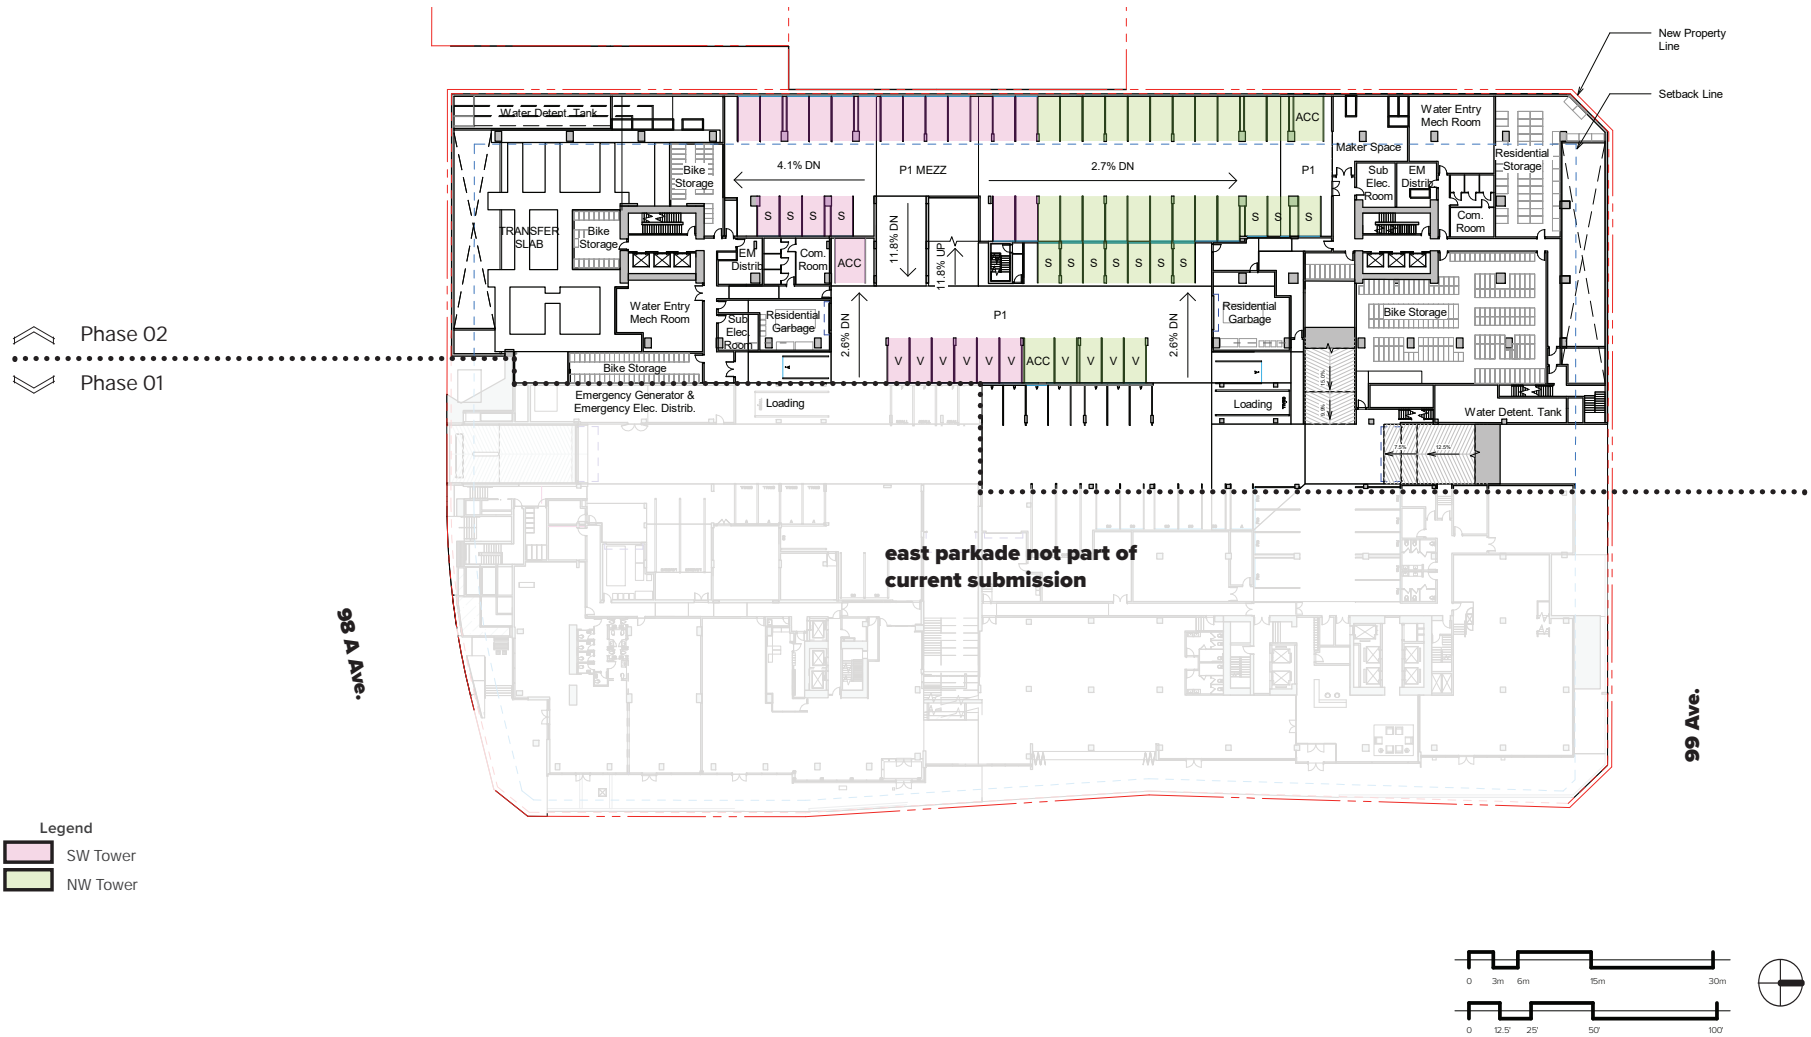 New Property
Line
Setback Line
Water Detent. Tank
ACC
Water Entry
Mech Room
Maker Space
Residential
Storage
Bike
Storage
4.1% DN
P1 MEZZ
2.7% DN
P1
Sub
Elec.
Room
EM
Distrib
Com.
Room
S
S
S
S
S
S
S
TRANSFER
SLAB
Bike
Storage
EM
Distrib
Com.
Room
ACC
11.8% DN
11.8% UP
S
S
S
S
S
S
S
Water Entry
Mech Room
Sub
Elec.
Room
Residential
Garbage
2.6% DN
P1
2.6% DN
Residential
Garbage
Bike Storage
V
V
V
V
V
V
ACC
V
V
V
V
Phase 02
Phase 01
Bike Storage
Emergency Generator &
Emergency Elec. Distrib.
Loading
Loading
15.0%
Water Detent. Tank
7.5%
12.5%
east parkade not part of
current submission
98 A Ave.
99 Ave.
Legend
SW Tower
NW Tower
0
3m
6m
15m
30m
0
12.5'
25'
50'
100'